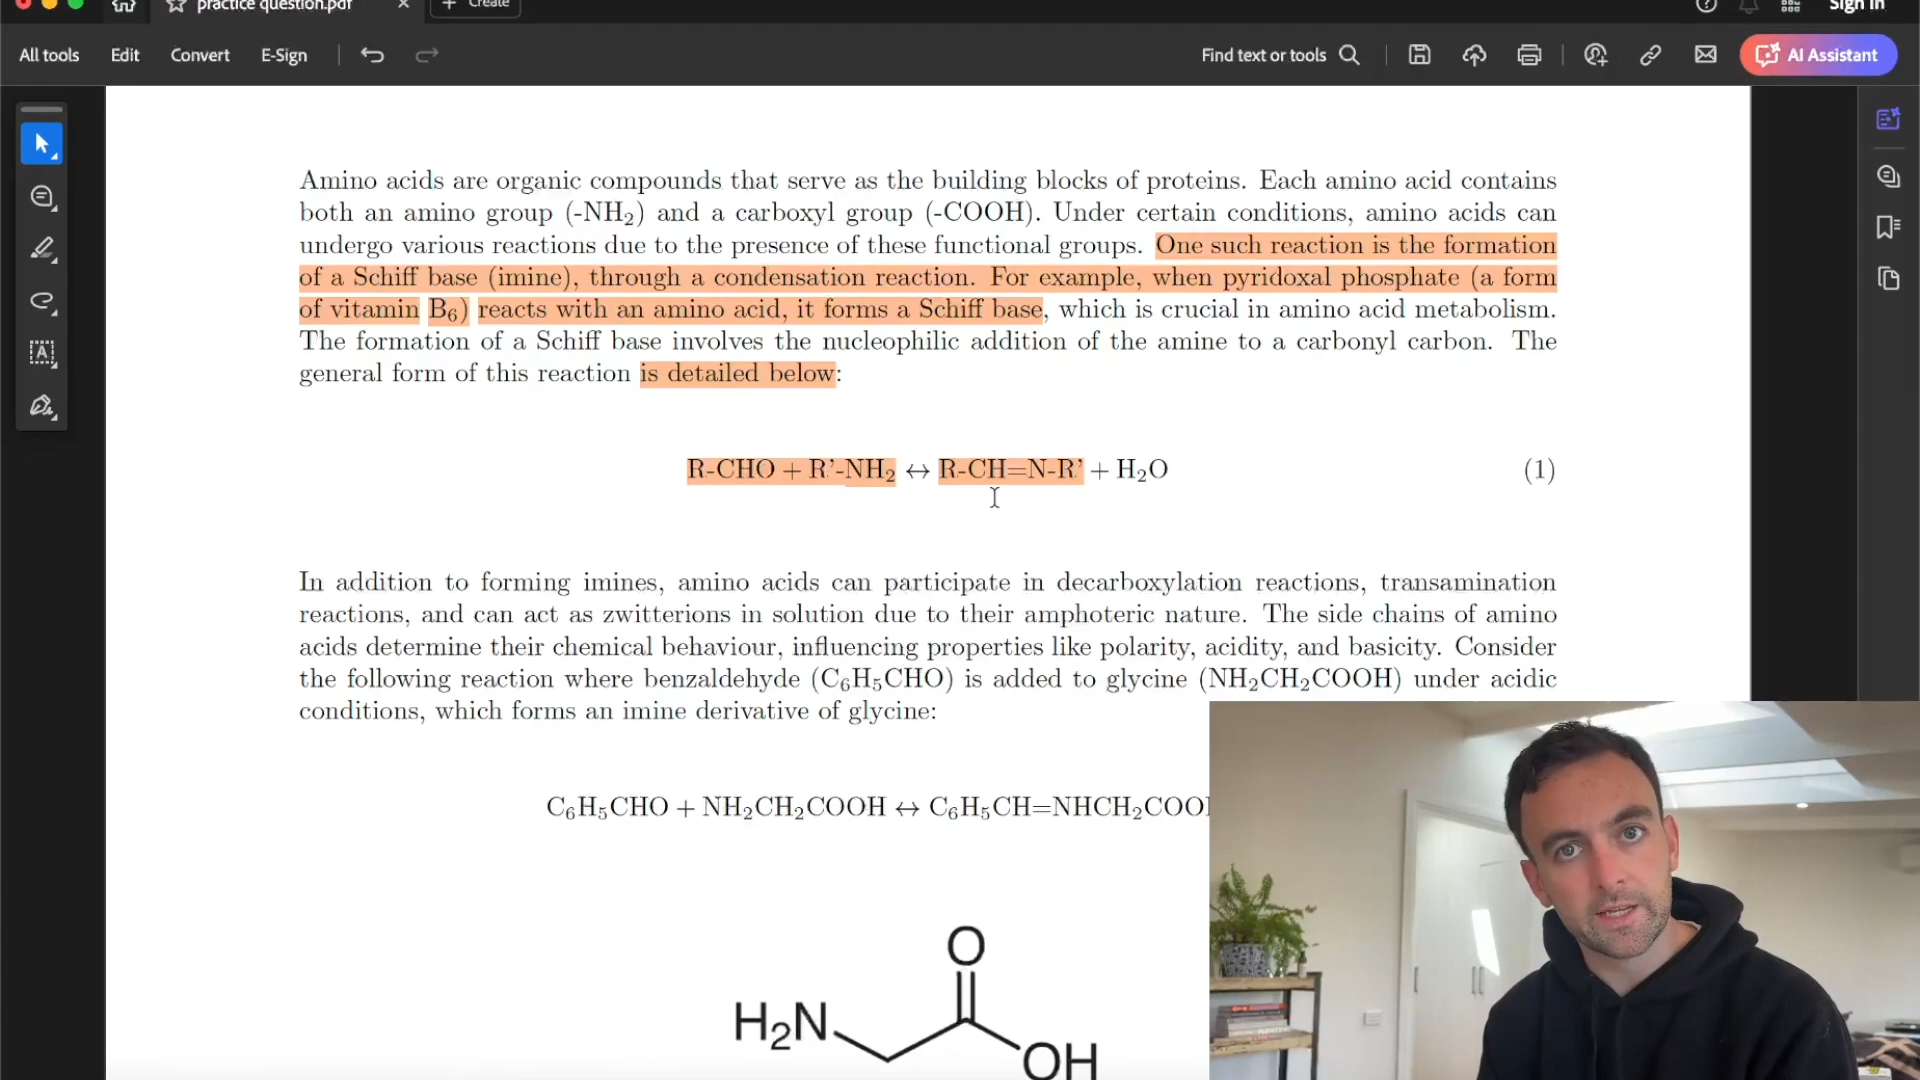 practice question.pdf
Create
Sign in
All tools
Edit
Convert
E-Sign
Find text or tools
AI Assistant
Amino acids are organic compounds that serve as the building blocks of proteins. Each amino acid contains
both an amino group (-NH₂) and a carboxyl group (-COOH). Under certain conditions, amino acids can
undergo various reactions due to the presence of these functional groups. One such reaction is the formation
of a Schiff base (imine), through a condensation reaction. For example, when pyridoxal phosphate (a form
of vitamin B₆) reacts with an amino acid, it forms a Schiff base, which is crucial in amino acid metabolism.
The formation of a Schiff base involves the nucleophilic addition of the amine to a carbonyl carbon. The
general form of this reaction is detailed below:
R-CHO + R'-NH₂ ↔ R-CH=N-R' + H₂O (1)
In addition to forming imines, amino acids can participate in decarboxylation reactions, transamination
reactions, and can act as zwitterions in solution due to their amphoteric nature. The side chains of amino
acids determine their chemical behaviour, influencing properties like polarity, acidity, and basicity. Consider
the following reaction where benzaldehyde (C₆H₅CHO) is added to glycine (NH₂CH₂COOH) under acidic
conditions, which forms an imine derivative of glycine:
C₆H₅CHO + NH₂CH₂COOH ↔ C₆H₅CH=NHCH₂COO
O
H₂N
OH